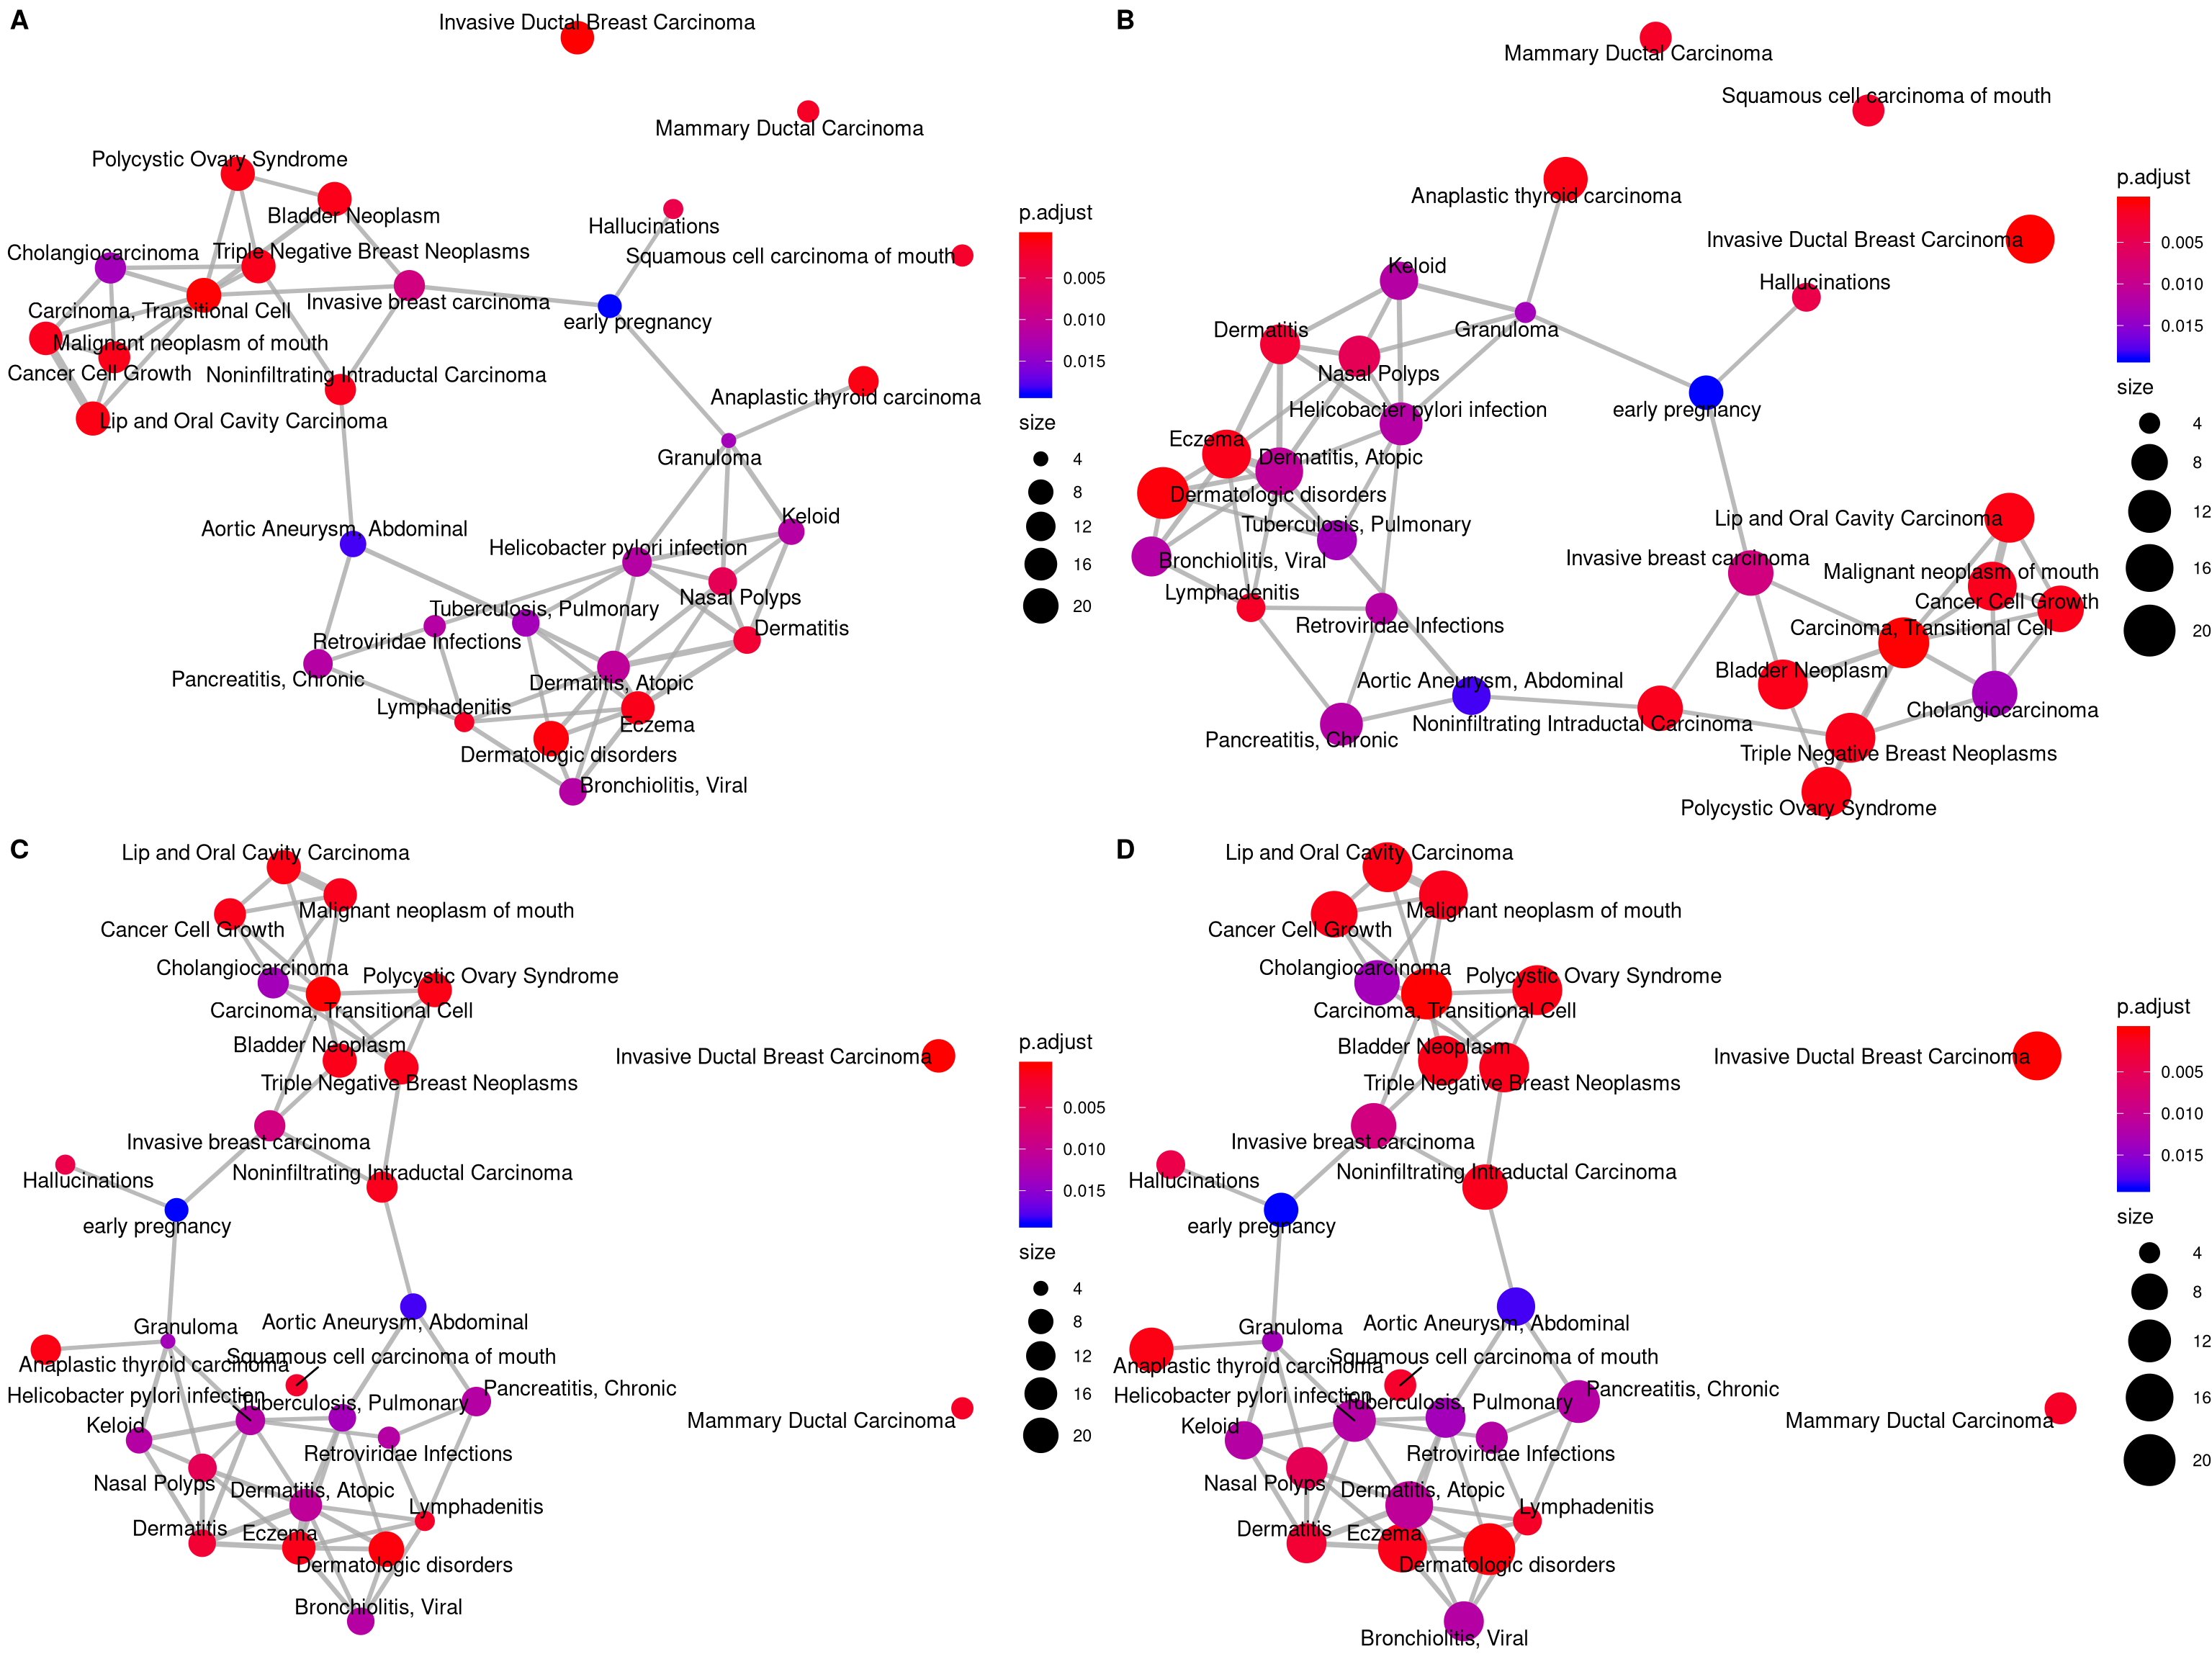 A
Invasive Ductal Breast Carcinoma
Mammary Ductal Carcinoma
Polycystic Ovary Syndrome
Bladder Neoplasm
Hallucinations
Cholangiocarcinoma
Triple Negative Breast Neoplasms
Squamous cell carcinoma of mouth
Invasive breast carcinoma
Carcinoma, Transitional Cell
early pregnancy
Malignant neoplasm of mouth
Cancer Cell Growth
Noninfiltrating Intraductal Carcinoma
Anaplastic thyroid carcinoma
Lip and Oral Cavity Carcinoma
Granuloma
Keloid
Aortic Aneurysm, Abdominal
Helicobacter pylori infection
Nasal Polyps
Tuberculosis, Pulmonary
Dermatitis
Retroviridae Infections
Pancreatitis, Chronic
Dermatitis, Atopic
Lymphadenitis
Eczema
Dermatologic disorders
Bronchiolitis, Viral
p.adjust
0.005
0.010
0.015
size
4
8
12
16
20
B
Mammary Ductal Carcinoma
Squamous cell carcinoma of mouth
Anaplastic thyroid carcinoma
Invasive Ductal Breast Carcinoma
Keloid
Hallucinations
Dermatitis
Granuloma
Nasal Polyps
Helicobacter pylori infection
early pregnancy
Eczema
Dermatitis, Atopic
Dermatologic disorders
Tuberculosis, Pulmonary
Lip and Oral Cavity Carcinoma
Bronchiolitis, Viral
Invasive breast carcinoma
Malignant neoplasm of mouth
Lymphadenitis
Cancer Cell Growth
Retroviridae Infections
Carcinoma, Transitional Cell
Aortic Aneurysm, Abdominal
Bladder Neoplasm
Cholangiocarcinoma
Noninfiltrating Intraductal Carcinoma
Pancreatitis, Chronic
Triple Negative Breast Neoplasms
Polycystic Ovary Syndrome
p.adjust
0.005
0.010
0.015
size
4
8
12
16
20
C
Lip and Oral Cavity Carcinoma
Malignant neoplasm of mouth
Cancer Cell Growth
Cholangiocarcinoma
Polycystic Ovary Syndrome
Carcinoma, Transitional Cell
Bladder Neoplasm
Invasive Ductal Breast Carcinoma
Triple Negative Breast Neoplasms
Invasive breast carcinoma
Noninfiltrating Intraductal Carcinoma
Hallucinations
early pregnancy
Granuloma
Aortic Aneurysm, Abdominal
Squamous cell carcinoma of mouth
Anaplastic thyroid carcinoma
Pancreatitis, Chronic
Helicobacter pylori infection
Tuberculosis, Pulmonary
Mammary Ductal Carcinoma
Keloid
Retroviridae Infections
Nasal Polyps
Dermatitis, Atopic
Lymphadenitis
Dermatitis
Eczema
Dermatologic disorders
Bronchiolitis, Viral
p.adjust
0.005
0.010
0.015
size
4
8
12
16
20
D
Lip and Oral Cavity Carcinoma
Malignant neoplasm of mouth
Cancer Cell Growth
Cholangiocarcinoma
Polycystic Ovary Syndrome
Carcinoma, Transitional Cell
Bladder Neoplasm
Invasive Ductal Breast Carcinoma
Triple Negative Breast Neoplasms
Invasive breast carcinoma
Noninfiltrating Intraductal Carcinoma
Hallucinations
early pregnancy
Granuloma
Aortic Aneurysm, Abdominal
Squamous cell carcinoma of mouth
Anaplastic thyroid carcinoma
Pancreatitis, Chronic
Helicobacter pylori infection
Tuberculosis, Pulmonary
Mammary Ductal Carcinoma
Keloid
Retroviridae Infections
Nasal Polyps
Dermatitis, Atopic
Lymphadenitis
Dermatitis
Eczema
Dermatologic disorders
Bronchiolitis, Viral
p.adjust
0.005
0.010
0.015
size
4
8
12
16
20